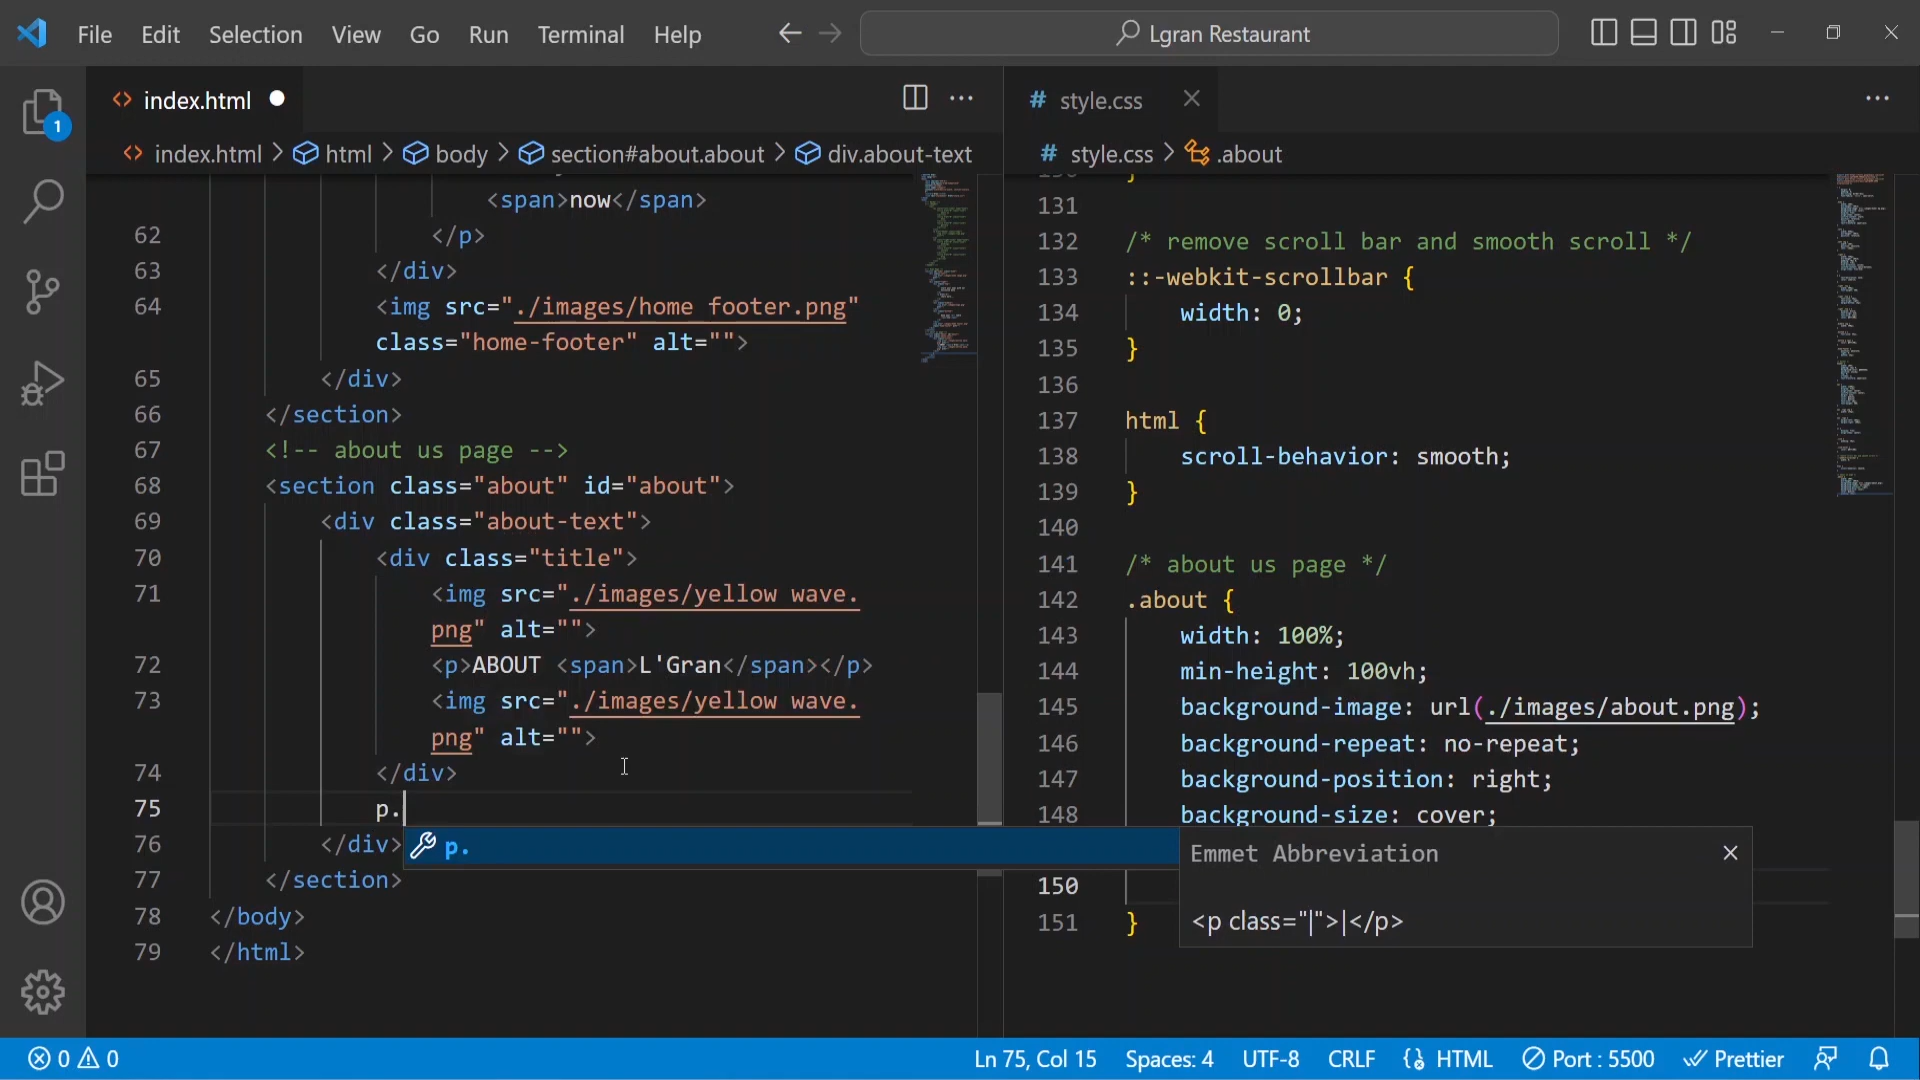 File Edit Selection View Go Run Terminal Help Lgran Restaurant
index.html
style.css
1
index.html > html > body > section#about.about > div.about-text
style.css > .about
<span>now</span>
62 </p>
63 </div>
64 <img src="./images/home footer.png"
class="home-footer" alt="">
65 </div>
66 </section>
67 <!-- about us page -->
68 <section class="about" id="about">
69 <div class="about-text">
70 <div class="title">
71 <img src="./images/yellow wave.
png" alt="">
72 <p>ABOUT <span>L'Gran</span></p>
73 <img src="./images/yellow wave.
png" alt="">
74 </div>
75 p.
p.
76 </div>
77 </section>
78 </body>
79 </html>
130 }
131
132 /* remove scroll bar and smooth scroll */
133 ::-webkit-scrollbar {
134 width: 0;
135 }
136
137 html {
138 scroll-behavior: smooth;
139 }
140
141 /* about us page */
142 .about {
143 width: 100%;
144 min-height: 100vh;
145 background-image: url(./images/about.png);
146 background-repeat: no-repeat;
147 background-position: right;
148 background-size: cover;
Emmet Abbreviation
<p class="|">|</p>
150
151 }
0 0 Ln 75, Col 15 Spaces: 4 UTF-8 CRLF HTML Port : 5500 Prettier